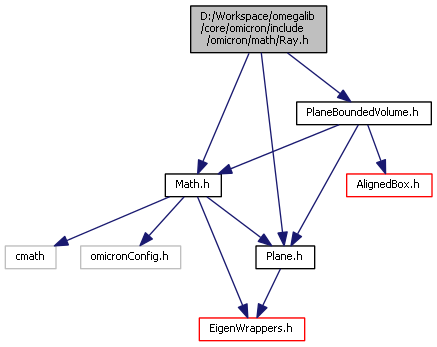 D:/Workspace/omegalib
/core/omicron/include
/omicron/math/Ray.h
PlaneBoundedVolume.h
Math.h
AlignedBox.h
cmath
omicronConfig.h
Plane.h
EigenWrappers.h